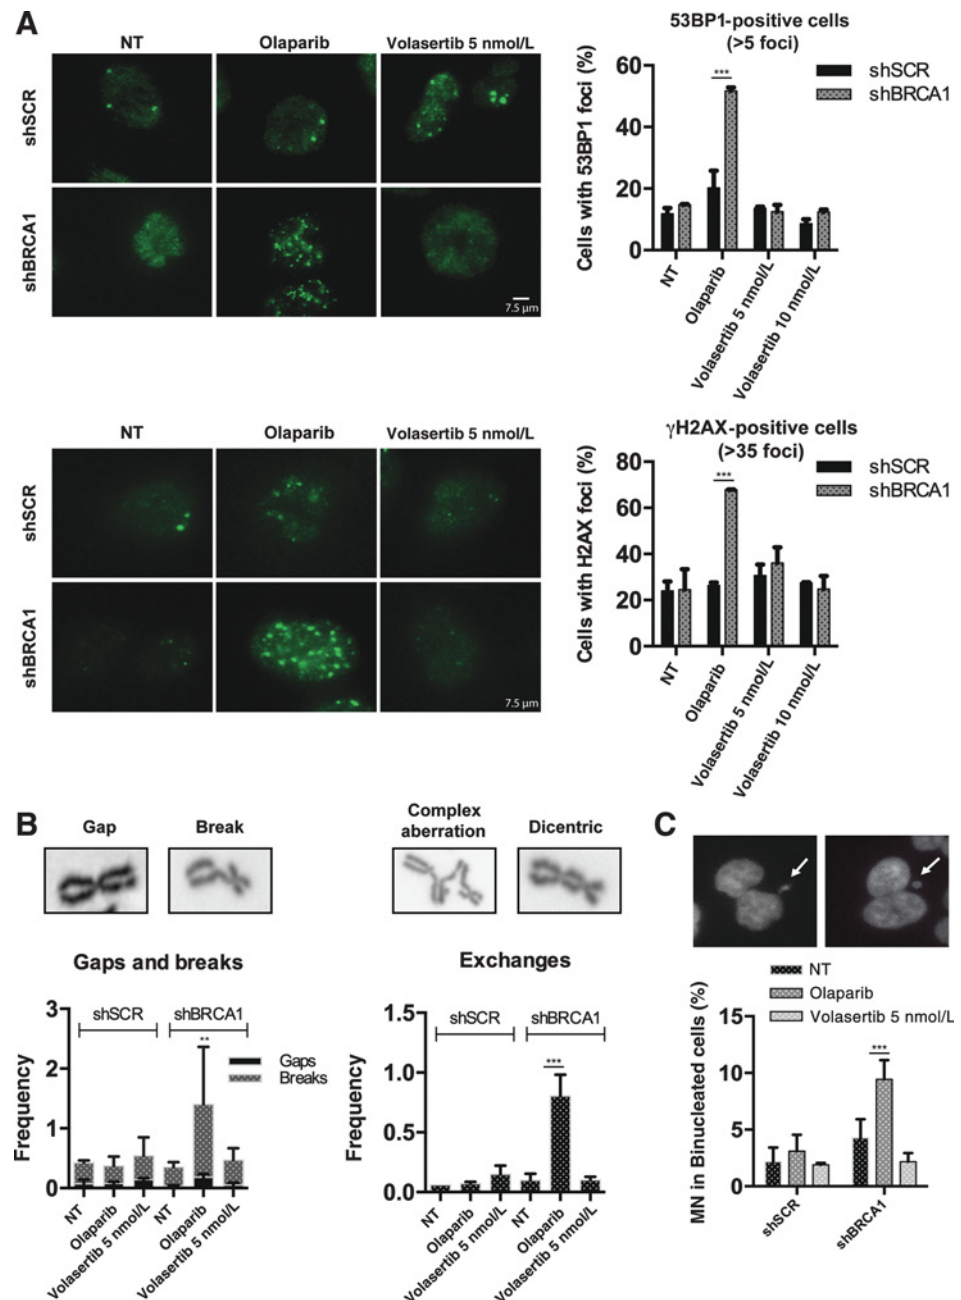 A
NT
Olaparib
Volasertib 5 nmol/L
shSCR
shBRCA1
7.5 µm
53BP1-positive cells
(>5 foci)
Cells with 53BP1 foci (%)
60
40
20
0
***
shSCR
shBRCA1
NT
Olaparib
Volasertib 5 nmol/L
Volasertib 10 nmol/L
NT
Olaparib
Volasertib 5 nmol/L
shSCR
shBRCA1
7.5 µm
γH2AX-positive cells
(>35 foci)
Cells with H2AX foci (%)
80
60
40
20
0
***
shSCR
shBRCA1
NT
Olaparib
Volasertib 5 nmol/L
Volasertib 10 nmol/L
B
Gap
Break
Complex
aberration
Dicentric
Gaps and breaks
Frequency
3
2
1
0
shSCR
shBRCA1
**
Gaps
Breaks
NT
Olaparib
Volasertib 5 nmol/L
NT
Olaparib
Volasertib 5 nmol/L
Exchanges
Frequency
1.5
1.0
0.5
0.0
shSCR
shBRCA1
***
NT
Olaparib
Volasertib 5 nmol/L
NT
Olaparib
Volasertib 5 nmol/L
C
NT
Olaparib
Volasertib 5 nmol/L
MN in Binucleated cells (%)
15
10
5
0
***
shSCR
shBRCA1